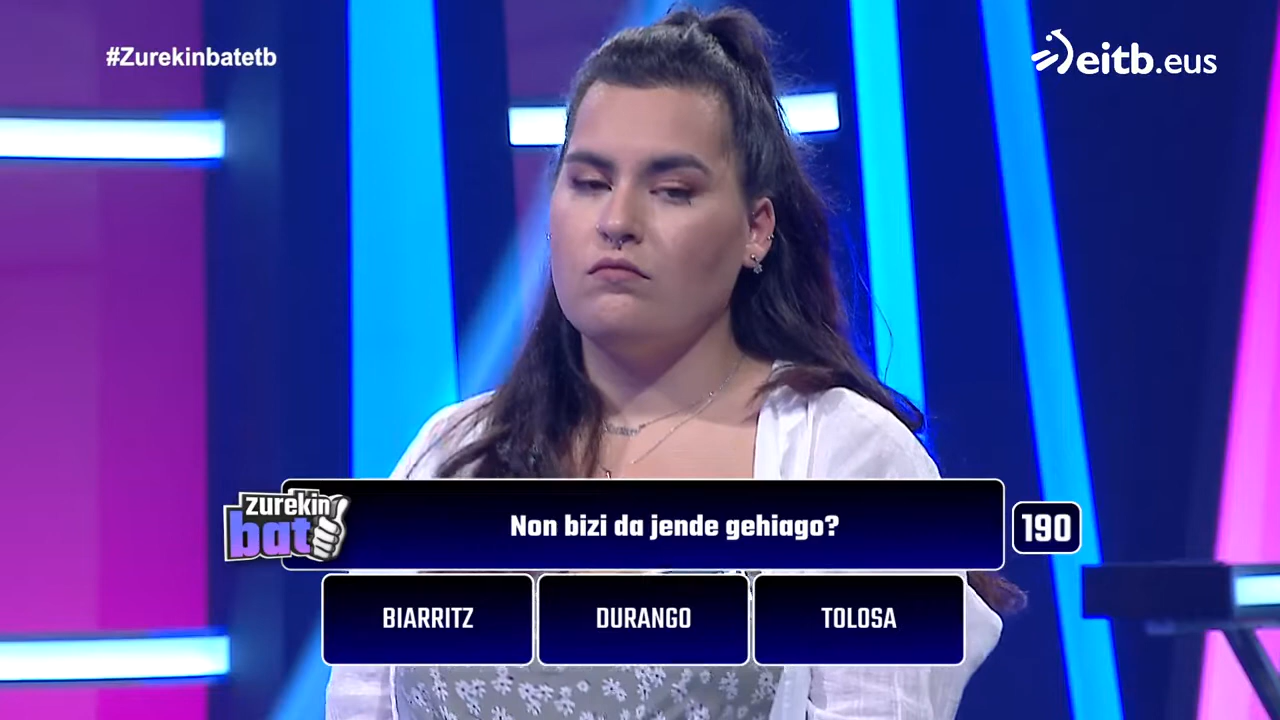 #Zurekinbatetb
eitb.eus
zurekin
bat
Non bizi da jende gehiago?
190
BIARRITZ
DURANGO
TOLOSA